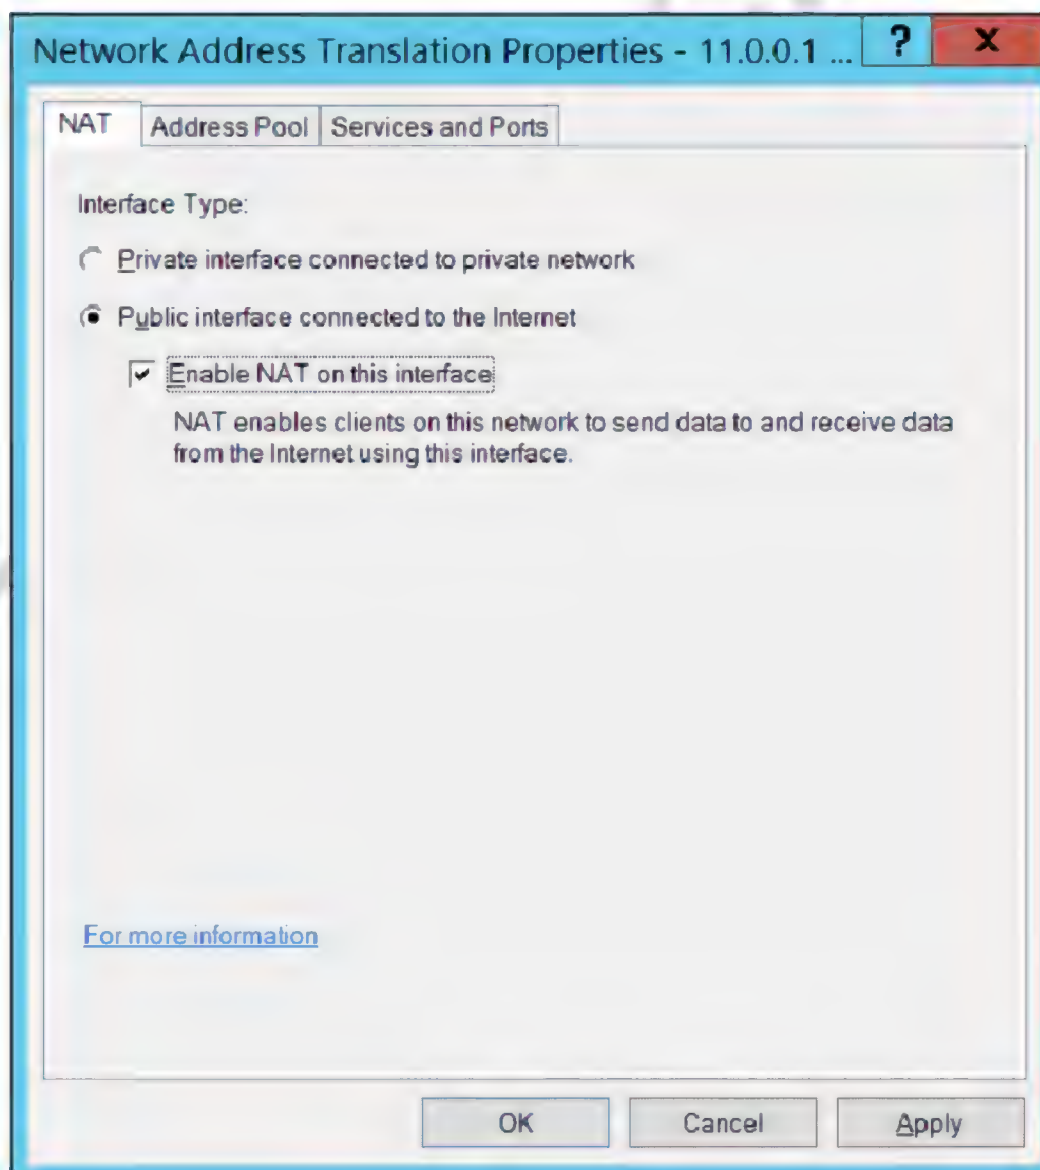 Network Address Translation Properties - 11.0.0.1 ... ? X
NAT Address Pool Services and Ports
Interface Type:
Private interface connected to private network
Public interface connected to the Internet
Enable NAT on this interface
NAT enables clients on this network to send data to and receive data
from the Internet using this interface.
For more information
OK Cancel Apply